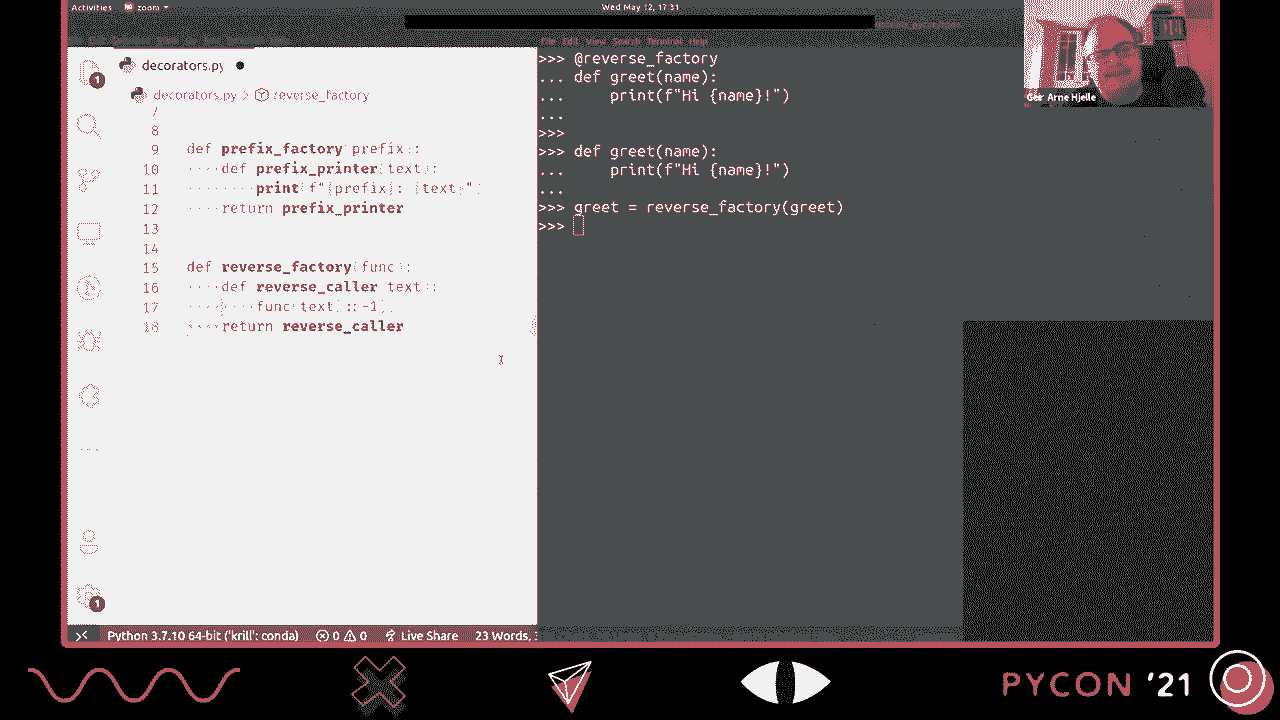 Activities zoom Wed May 12, 17:31
File Edit View Search Terminal Help
decorators.py
decorators.py > reverse_factory
7
8
9 def prefix_factory(prefix):
10 ····def prefix_printer(text):
11 ········print(f"{prefix}: {text}")
12 ····return prefix_printer
13
14
15 def reverse_factory(func):
16 ····def reverse_caller(text):
17 ········func(text[::-1])
18 ····return reverse_caller
>>> @reverse_factory
... def greet(name):
... print(f"Hi {name}!")
...
>>>
>>> def greet(name):
... print(f"Hi {name}!")
...
>>> greet = reverse_factory(greet)
>>>
Arne Hjelle
1
1
Python 3.7.10 64-bit ('krill': conda) 0 0 Live Share 23 Words,
PYCON '21